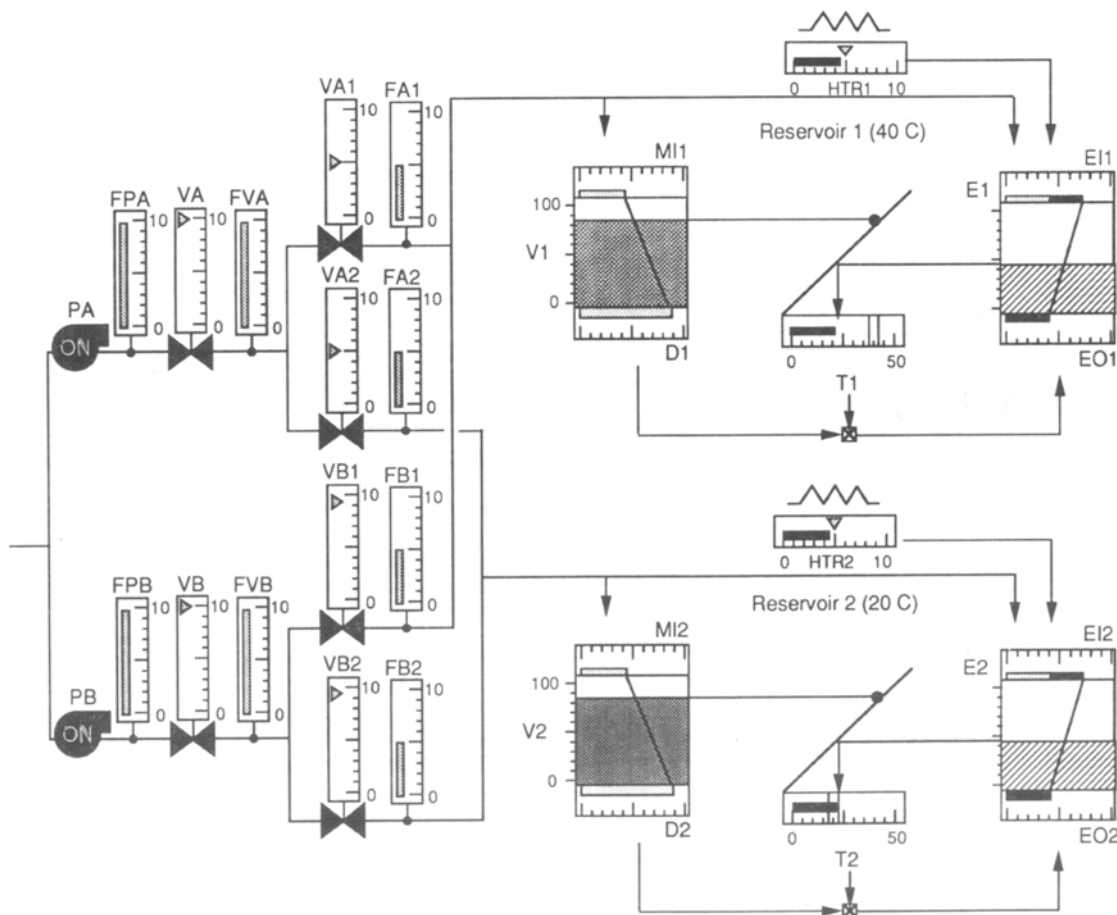 VA1 FA1
10 10
0 0
HTR1
0 10
Reservoir 1 (40 C)
MI1
EI1
E1
100
V1
0
D1
0 50
T1
EO1
FPA VA FVA
10 10
0 0
PA
ON
VA2 FA2
10 10
0 0
VB1 FB1
10 10
0 0
HTR2
0 10
Reservoir 2 (20 C)
MI2
EI2
E2
100
V2
0
D2
0 50
T2
EO2
FPB VB FVB
10 10
0 0
PB
ON
VB2 FB2
10 10
0 0